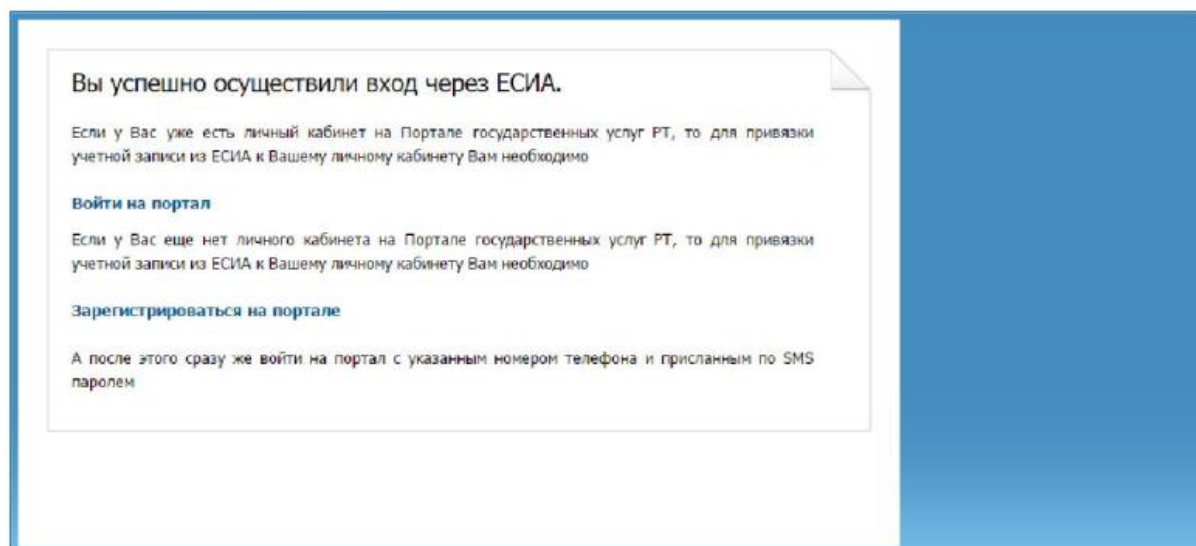 Вы успешно осуществили вход через ЕСИА.
Если у Вас уже есть личный кабинет на Портале государственных услуг РТ, то для привязки
учетной записи из ЕСИА к Вашему личному кабинету Вам необходимо
Войти на портал
Если у Вас еще нет личного кабинета на Портале государственных услуг РТ, то для привязки
учетной записи из ЕСИА к Вашему личному кабинету Вам необходимо
Зарегистрироваться на портале
А после этого сразу же войти на портал с указанным номером телефона и присланным по SMS
паролем